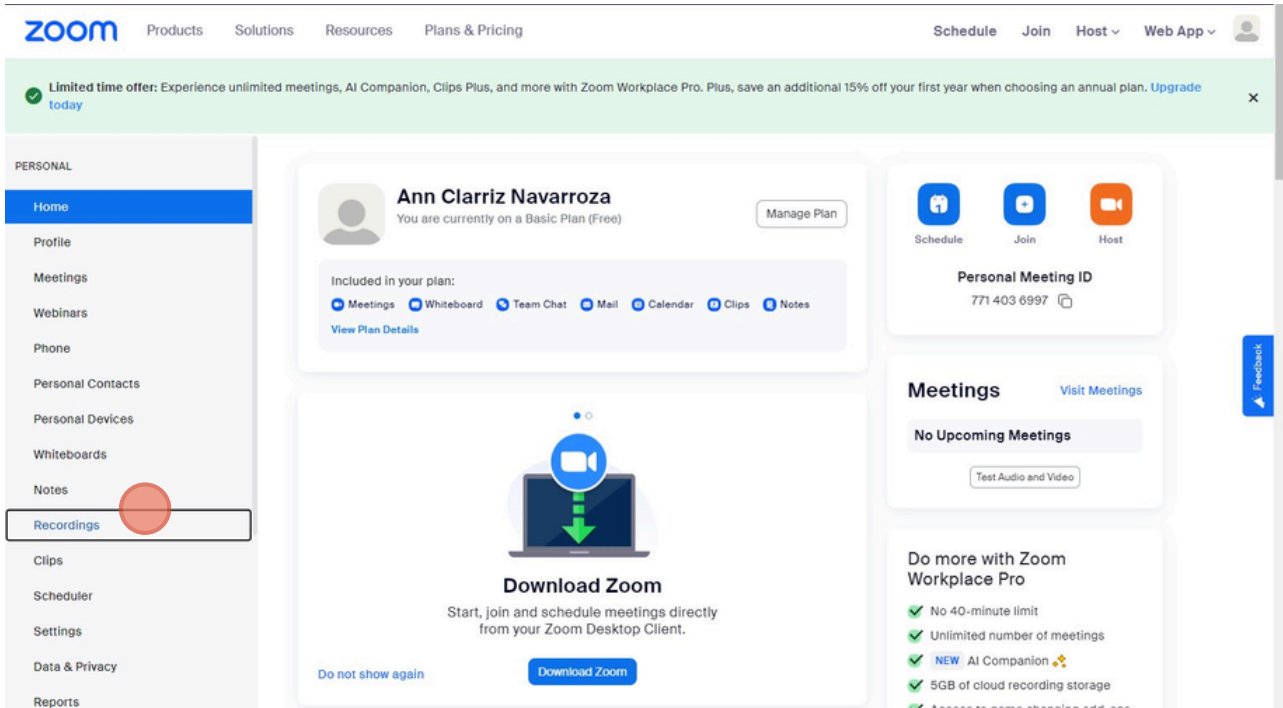 zoom Products Solutions Resources Plans & Pricing Schedule Join Host Web App
Limited time offer: Experience unlimited meetings, AI Companion, Clips Plus, and more with Zoom Workplace Pro. Plus, save an additional 15% off your first year when choosing an annual plan. Upgrade
today
PERSONAL
Home
Profile
Meetings
Webinars
Phone
Personal Contacts
Personal Devices
Whiteboards
Notes
Recordings
Clips
Scheduler
Settings
Data & Privacy
Reports
Ann Clarriz Navarroza
You are currently on a Basic Plan (Free)
Manage Plan
Included in your plan:
Meetings Whiteboard Team Chat Mail Calendar Clips Notes
View Plan Details
Download Zoom
Start, join and schedule meetings directly
from your Zoom Desktop Client.
Do not show again
Download Zoom
1
Schedule Join Host
Personal Meeting ID
771 403 6997
Meetings Visit Meetings
No Upcoming Meetings
Test Audio and Video
Do more with Zoom
Workplace Pro
No 40-minute limit
Unlimited number of meetings
NEW AI Companion
5GB of cloud recording storage
Feedback